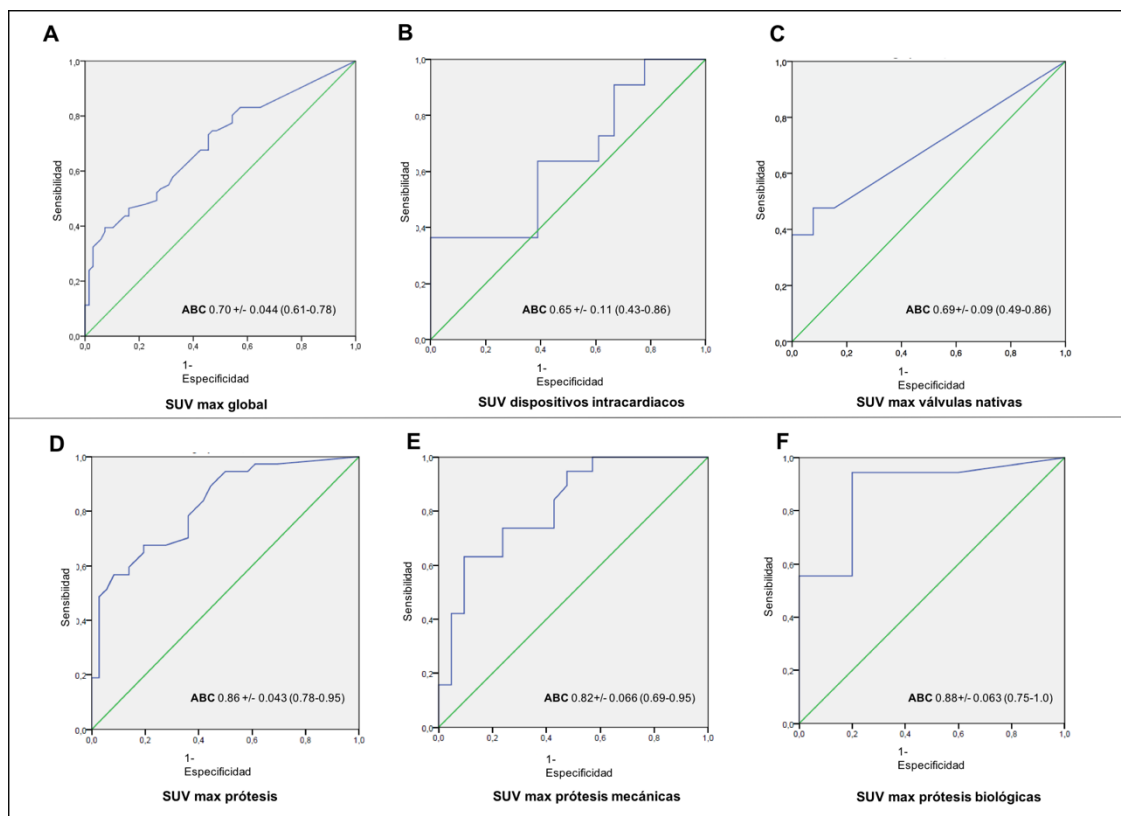 A
1,0
0,8
0,6
0,4
0,2
0,0
Sensibilidad
ABC 0.70 +/- 0.044 (0.61-0.78)
0,0 0,2 0,4 0,6 0,8 1,0
1-
Especificidad
SUV max global
B
1,0
0,8
0,6
0,4
0,2
0,0
Sensibilidad
ABC 0.65 +/- 0.11 (0.43-0.86)
0,0 0,2 0,4 0,6 0,8 1,0
1-
Especificidad
SUV dispositivos intracardiacos
C
1,0
0,8
0,6
0,4
0,2
0,0
Sensibilidad
ABC 0.69+/- 0.09 (0.49-0.86)
0,0 0,2 0,4 0,6 0,8 1,0
1-
Especificidad
SUV max válvulas nativas
D
1,0
0,8
0,6
0,4
0,2
0,0
Sensibilidad
ABC 0.86 +/- 0.043 (0.78-0.95)
0,0 0,2 0,4 0,6 0,8 1,0
1-
Especificidad
SUV max prótesis
E
1,0
0,8
0,6
0,4
0,2
0,0
Sensibilidad
ABC 0.82+/- 0.066 (0.69-0.95)
0,0 0,2 0,4 0,6 0,8 1,0
1-
Especificidad
SUV max prótesis mecánicas
F
1,0
0,8
0,6
0,4
0,2
0,0
Sensibilidad
ABC 0.88+/- 0.063 (0.75-1.0)
0,0 0,2 0,4 0,6 0,8 1,0
1-
Especificidad
SUV max prótesis biológicas